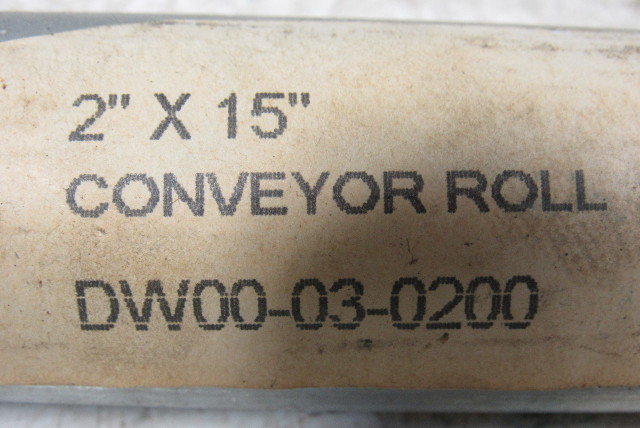 2" X 15"
CONVEYOR ROLL
DW00-03-0200